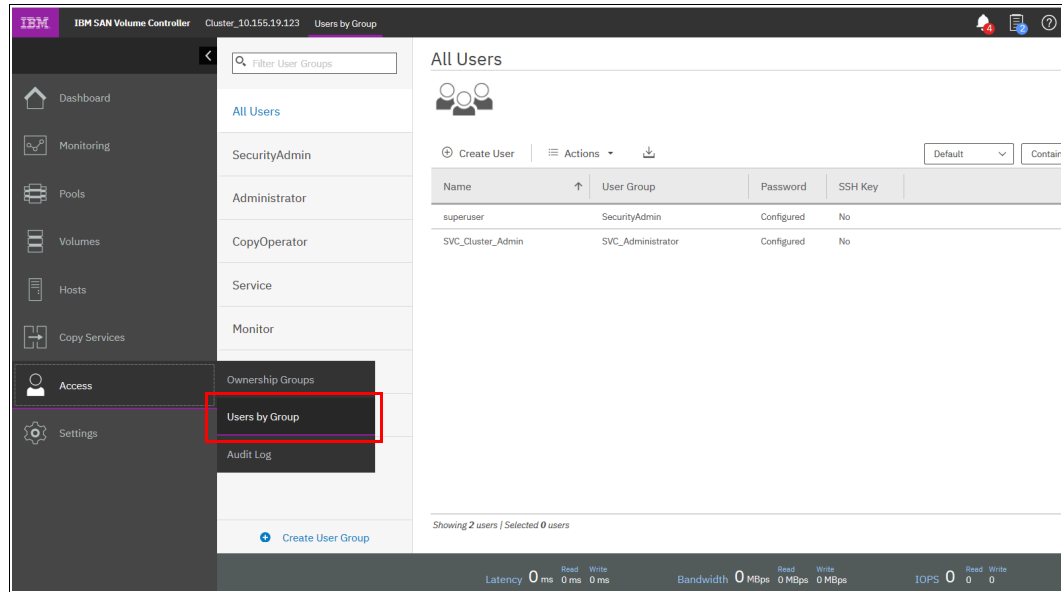 IBM IBM SAN Volume Controller Cluster_10.155.19.123 Users by Group 4 2 ?
Dashboard
Monitoring
Pools
Volumes
Hosts
Copy Services
Access
Settings
Filter User Groups
All Users
SecurityAdmin
Administrator
CopyOperator
Service
Monitor
Ownership Groups
Users by Group
Audit Log
Create User Group
All Users
Create User Actions Default Contain
Name User Group Password SSH Key
superuser SecurityAdmin Configured No
SVC_Cluster_Admin SVC_Administrator Configured No
Showing 2 users | Selected 0 users
Latency 0 ms Read 0 ms Write 0 ms Bandwidth 0 MBps Read 0 MBps Write 0 MBps IOPS 0 Read 0 Write 0